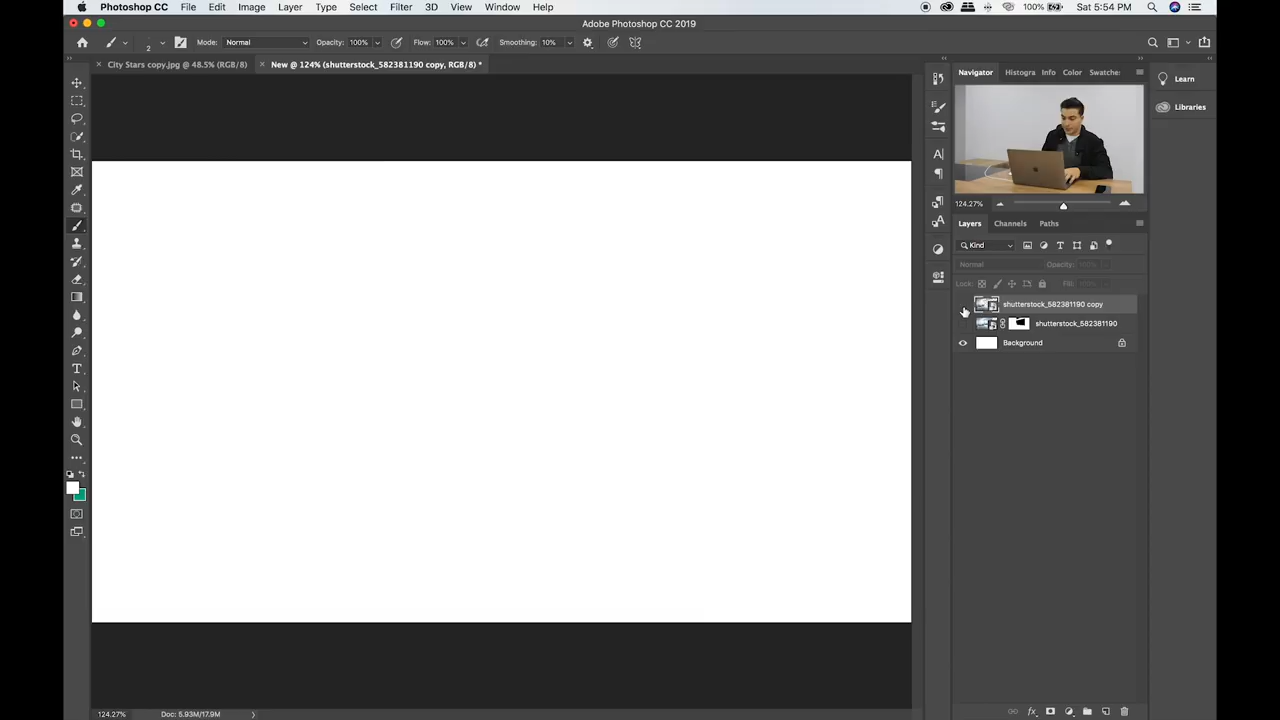 Photoshop CC File Edit Image Layer Type Select Filter 3D View Window Help 100% Sat 5:54 PM
Adobe Photoshop CC 2019
2 Mode: Normal Opacity: 100% Flow: 100% Smoothing: 10%
× City Stars copy.jpg @ 48.5% (RGB/8) × New @ 124% (shutterstock_582381190 copy, RGB/8) *
Navigator Histogra Info Color Swatche:
Learn
Libraries
124.27%
Layers Channels Paths
Kind
Normal Opacity: 100%
Lock: Fill: 100%
shutterstock_582381190 copy
shutterstock_582381190
Background
124.27% Doc: 5.93M/17.9M